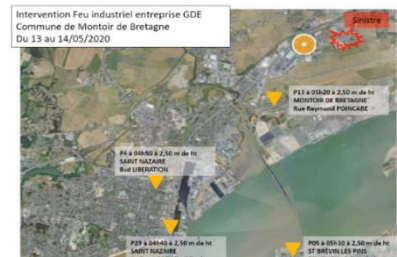 Intervention Feu industriel entreprise GDE
Commune de Montoir de Bretagne
Du 13 au 14/05/2020
Sinistre
P13 à 05h20 à 2,50 m de ht
MONTOIR DE BRETAGNE
Rue Raymond POINCARE
P4 à 04h50 à 2,50 m de ht
SAINT NAZAIRE
Bvd LIBERATION
P29 à 04h40 à 2,50 m de ht
SAINT NAZAIRE
P05 à 05h10 à 2,50 m de ht
ST BREVIN LES PINS